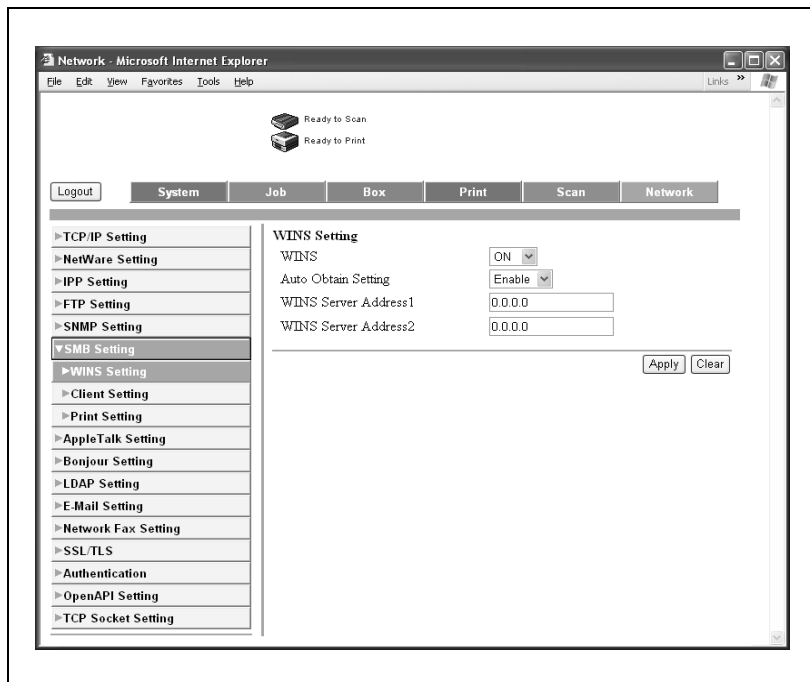 Network - Microsoft Internet Explorer
File Edit View Favorites Tools Help
Links »
Ready to Scan
Ready to Print
Logout
System Job Box Print Scan Network
TCP/IP Setting
NetWare Setting
IPP Setting
FTP Setting
SNMP Setting
SMB Setting
WINS Setting
Client Setting
Print Setting
AppleTalk Setting
Bonjour Setting
LDAP Setting
E-Mail Setting
Network Fax Setting
SSL/TLS
Authentication
OpenAPI Setting
TCP Socket Setting
WINS Setting
WINS ON
Auto Obtain Setting Enable
WINS Server Address1 0.0.0.0
WINS Server Address2 0.0.0.0
Apply Clear